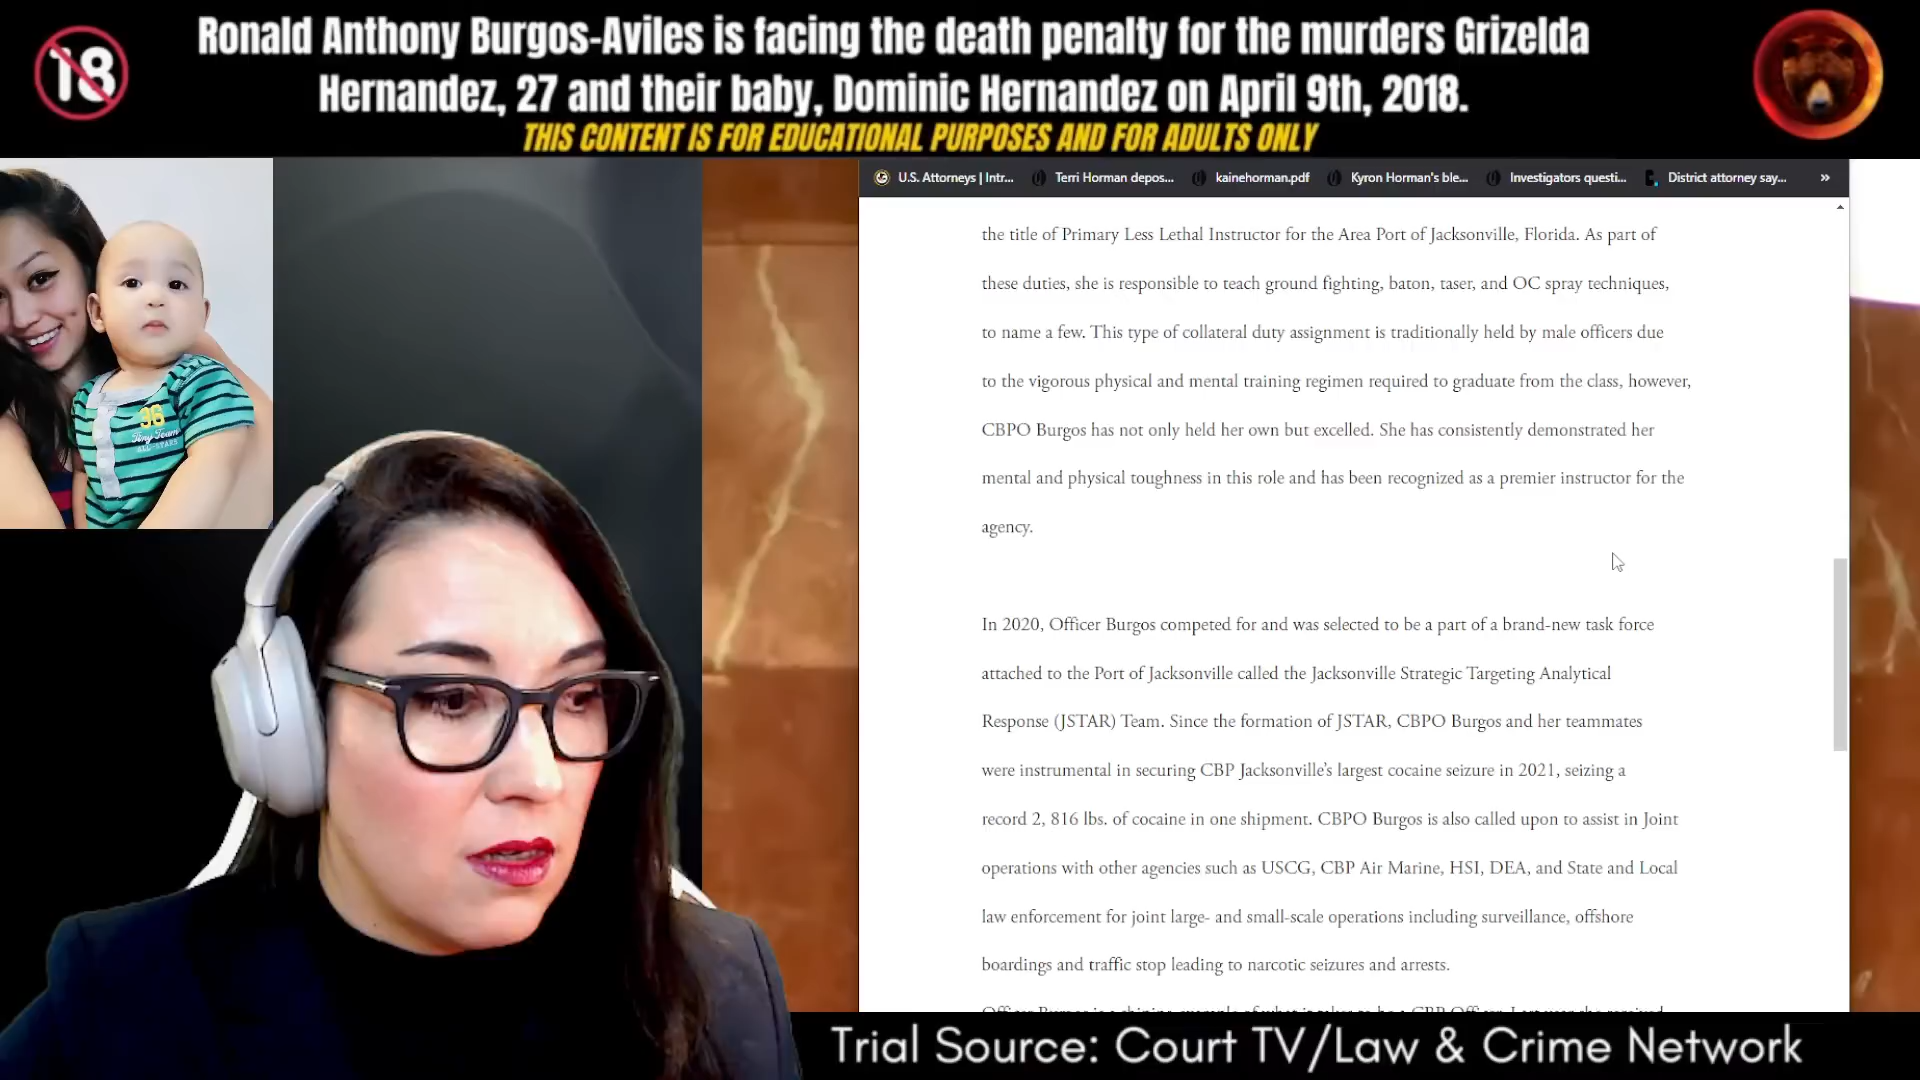 18
Ronald Anthony Burgos-Aviles is facing the death penalty for the murders Grizelda
Hernandez, 27 and their baby, Dominic Hernandez on April 9th, 2018.
THIS CONTENT IS FOR EDUCATIONAL PURPOSES AND FOR ADULTS ONLY
U.S. Attorneys | Intr... Terri Horman depos... kainehorman.pdf Kyron Horman's ble... Investigators questi... District attorney say... »
36
Tiny Team
ALL-STARS
the title of Primary Less Lethal Instructor for the Area Port of Jacksonville, Florida. As part of
these duties, she is responsible to teach ground fighting, baton, taser, and OC spray techniques,
to name a few. This type of collateral duty assignment is traditionally held by male officers due
to the vigorous physical and mental training regimen required to graduate from the class, however,
CBPO Burgos has not only held her own but excelled. She has consistently demonstrated her
mental and physical toughness in this role and has been recognized as a premier instructor for the
agency.
In 2020, Officer Burgos competed for and was selected to be a part of a brand-new task force
attached to the Port of Jacksonville called the Jacksonville Strategic Targeting Analytical
Response (JSTAR) Team. Since the formation of JSTAR, CBPO Burgos and her teammates
were instrumental in securing CBP Jacksonville's largest cocaine seizure in 2021, seizing a
record 2, 816 lbs. of cocaine in one shipment. CBPO Burgos is also called upon to assist in Joint
operations with other agencies such as USCG, CBP Air Marine, HSI, DEA, and State and Local
law enforcement for joint large- and small-scale operations including surveillance, offshore
boardings and traffic stop leading to narcotic seizures and arrests.
Trial Source: Court TV/Law & Crime Network